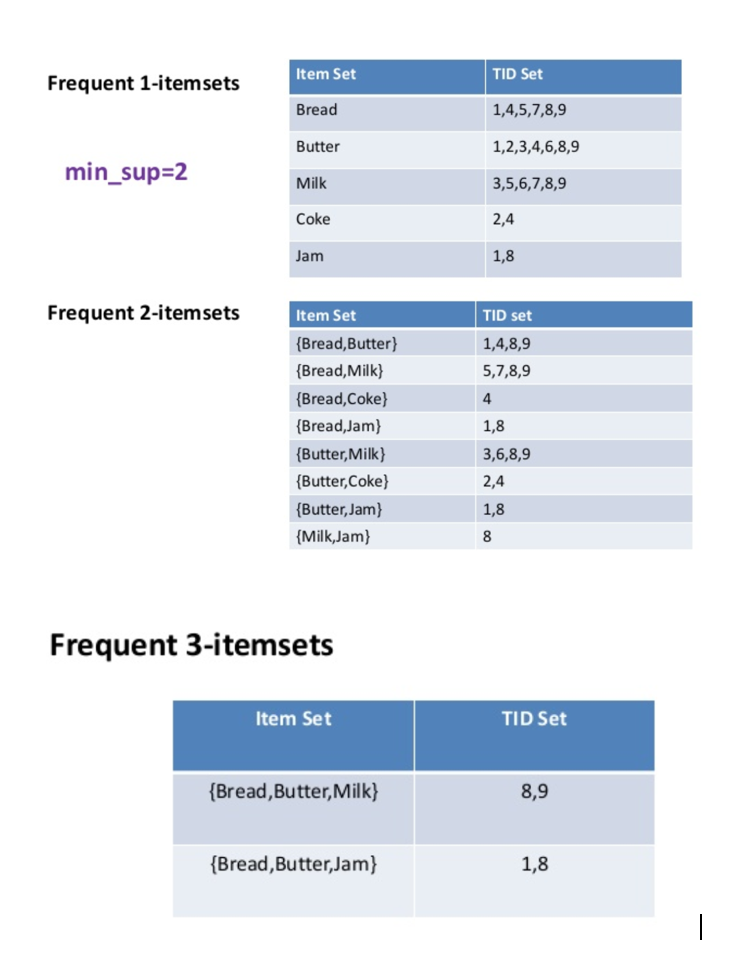 Frequent 1-itemsets
min_sup=2
Item Set TID Set
Bread 1,4,5,7,8,9
Butter 1,2,3,4,6,8,9
Milk 3,5,6,7,8,9
Coke 2,4
Jam 1,8
Frequent 2-itemsets
Item Set TID set
{Bread,Butter} 1,4,8,9
{Bread,Milk} 5,7,8,9
{Bread,Coke} 4
{Bread,Jam} 1,8
{Butter,Milk} 3,6,8,9
{Butter,Coke} 2,4
{Butter,Jam} 1,8
{Milk,Jam} 8
Frequent 3-itemsets
Item Set TID Set
{Bread,Butter,Milk} 8,9
{Bread,Butter,Jam} 1,8